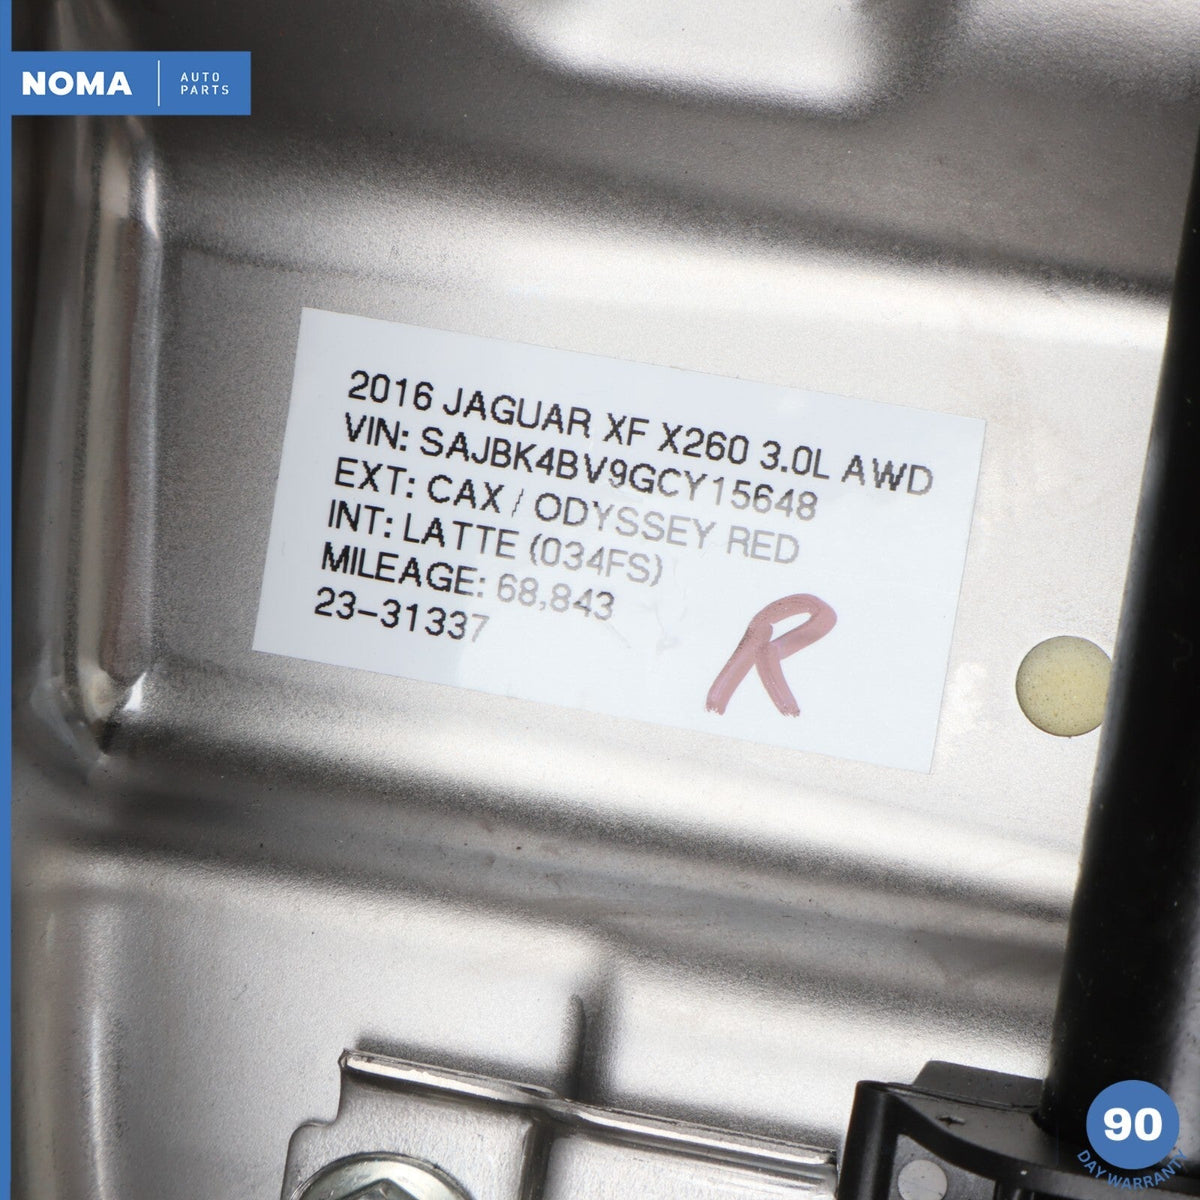 NOMA
AUTO
PARTS
2016 JAGUAR XF X260 3.0L AWD
VIN: SAJBK4BV9GCY15648
EXT: CAX / ODYSSEY RED
INT: LATTE (034FS)
MILEAGE: 68,843
23-31337
R
90
DAY WARRANTY